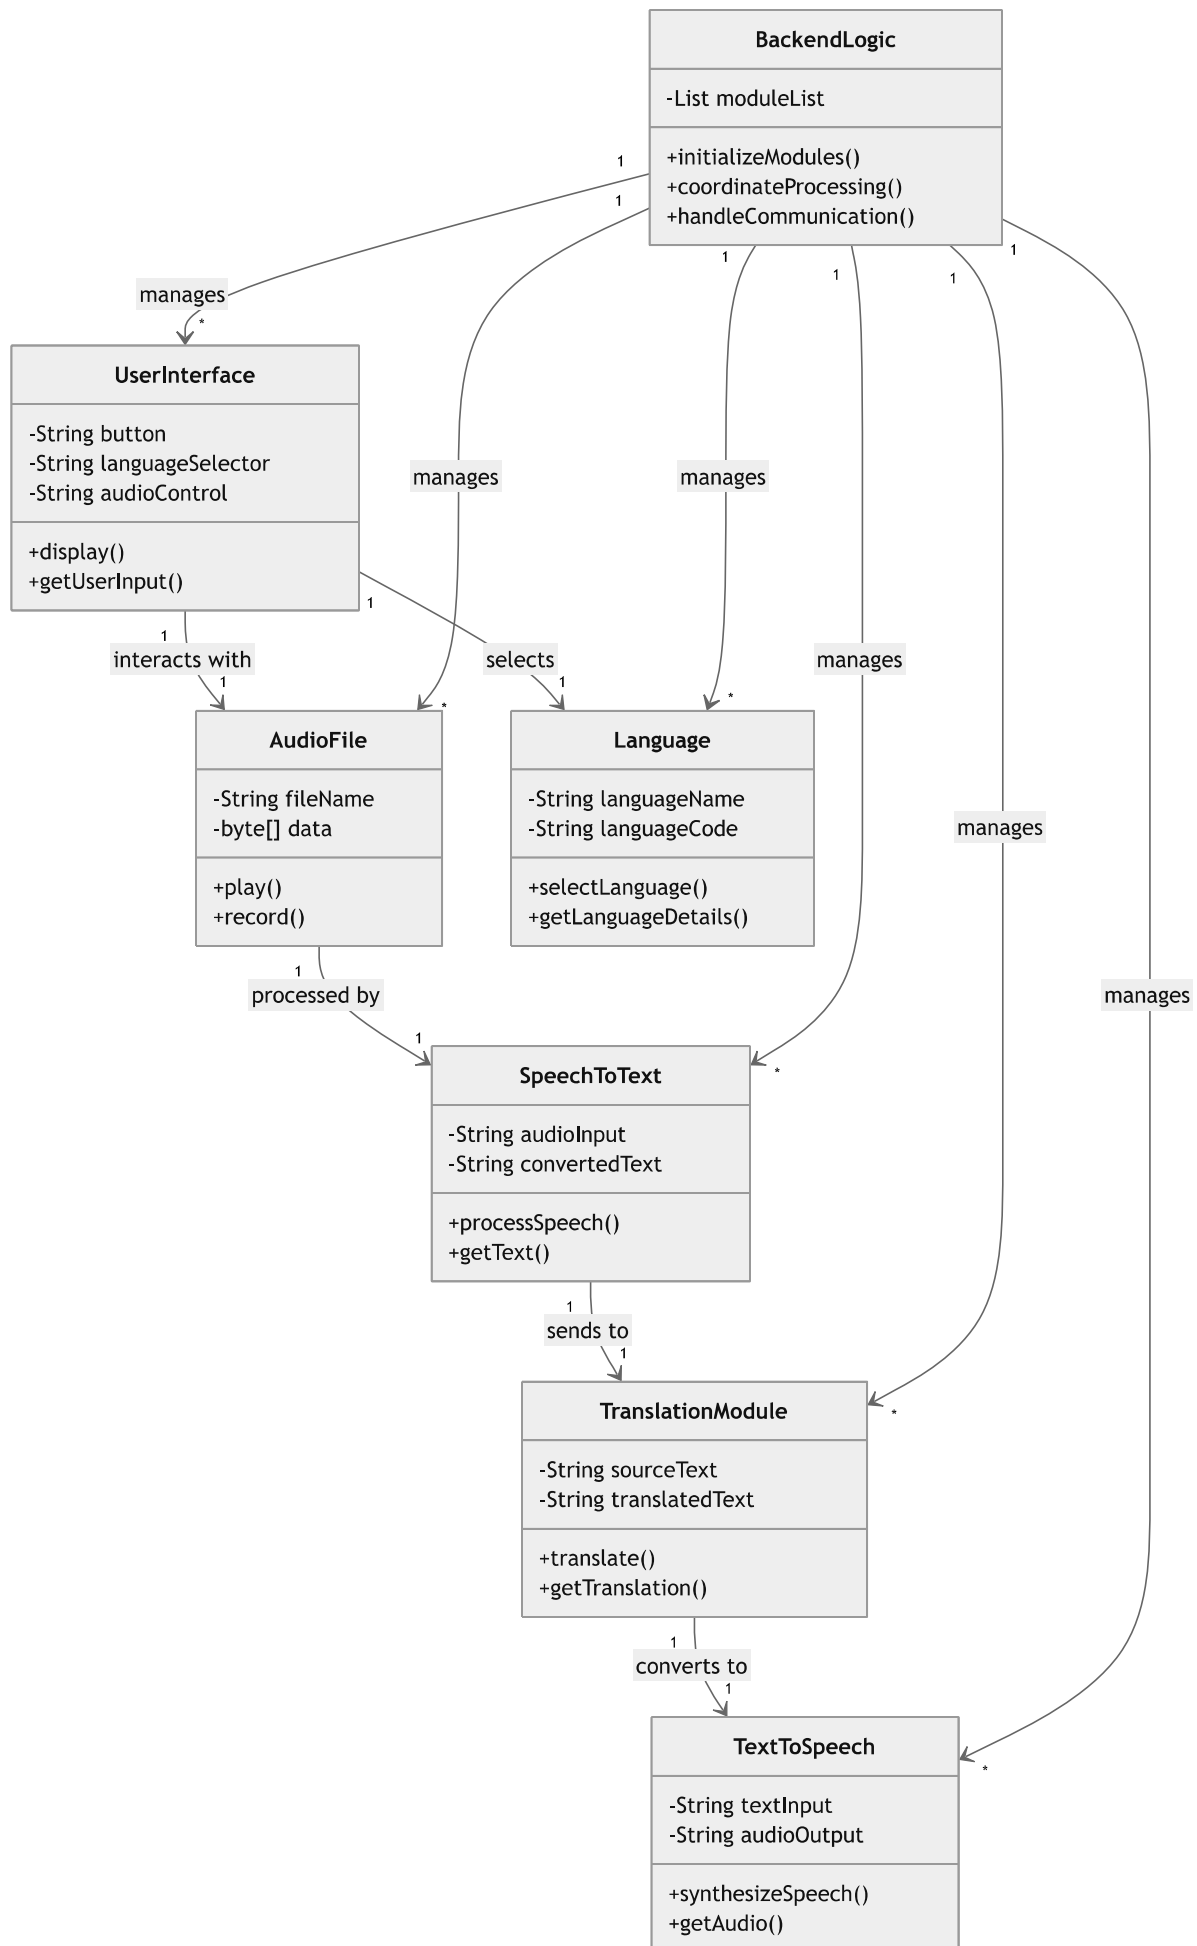 BackendLogic
-List moduleList
+initializeModules()
+coordinateProcessing()
+handleCommunication()
1
1
1
1
1
1
manages
*
UserInterface
-String button
-String languageSelector
-String audioControl
+display()
+getUserInput()
manages
manages
1
1
interacts with
1
selects
1
manages
*
*
AudioFile
-String fileName
-byte[] data
+play()
+record()
Language
-String languageName
-String languageCode
+selectLanguage()
+getLanguageDetails()
manages
1
processed by
1
manages
*
SpeechToText
-String audioInput
-String convertedText
+processSpeech()
+getText()
1
sends to
1
*
TranslationModule
-String sourceText
-String translatedText
+translate()
+getTranslation()
1
converts to
1
*
TextToSpeech
-String textInput
-String audioOutput
+synthesizeSpeech()
+getAudio()